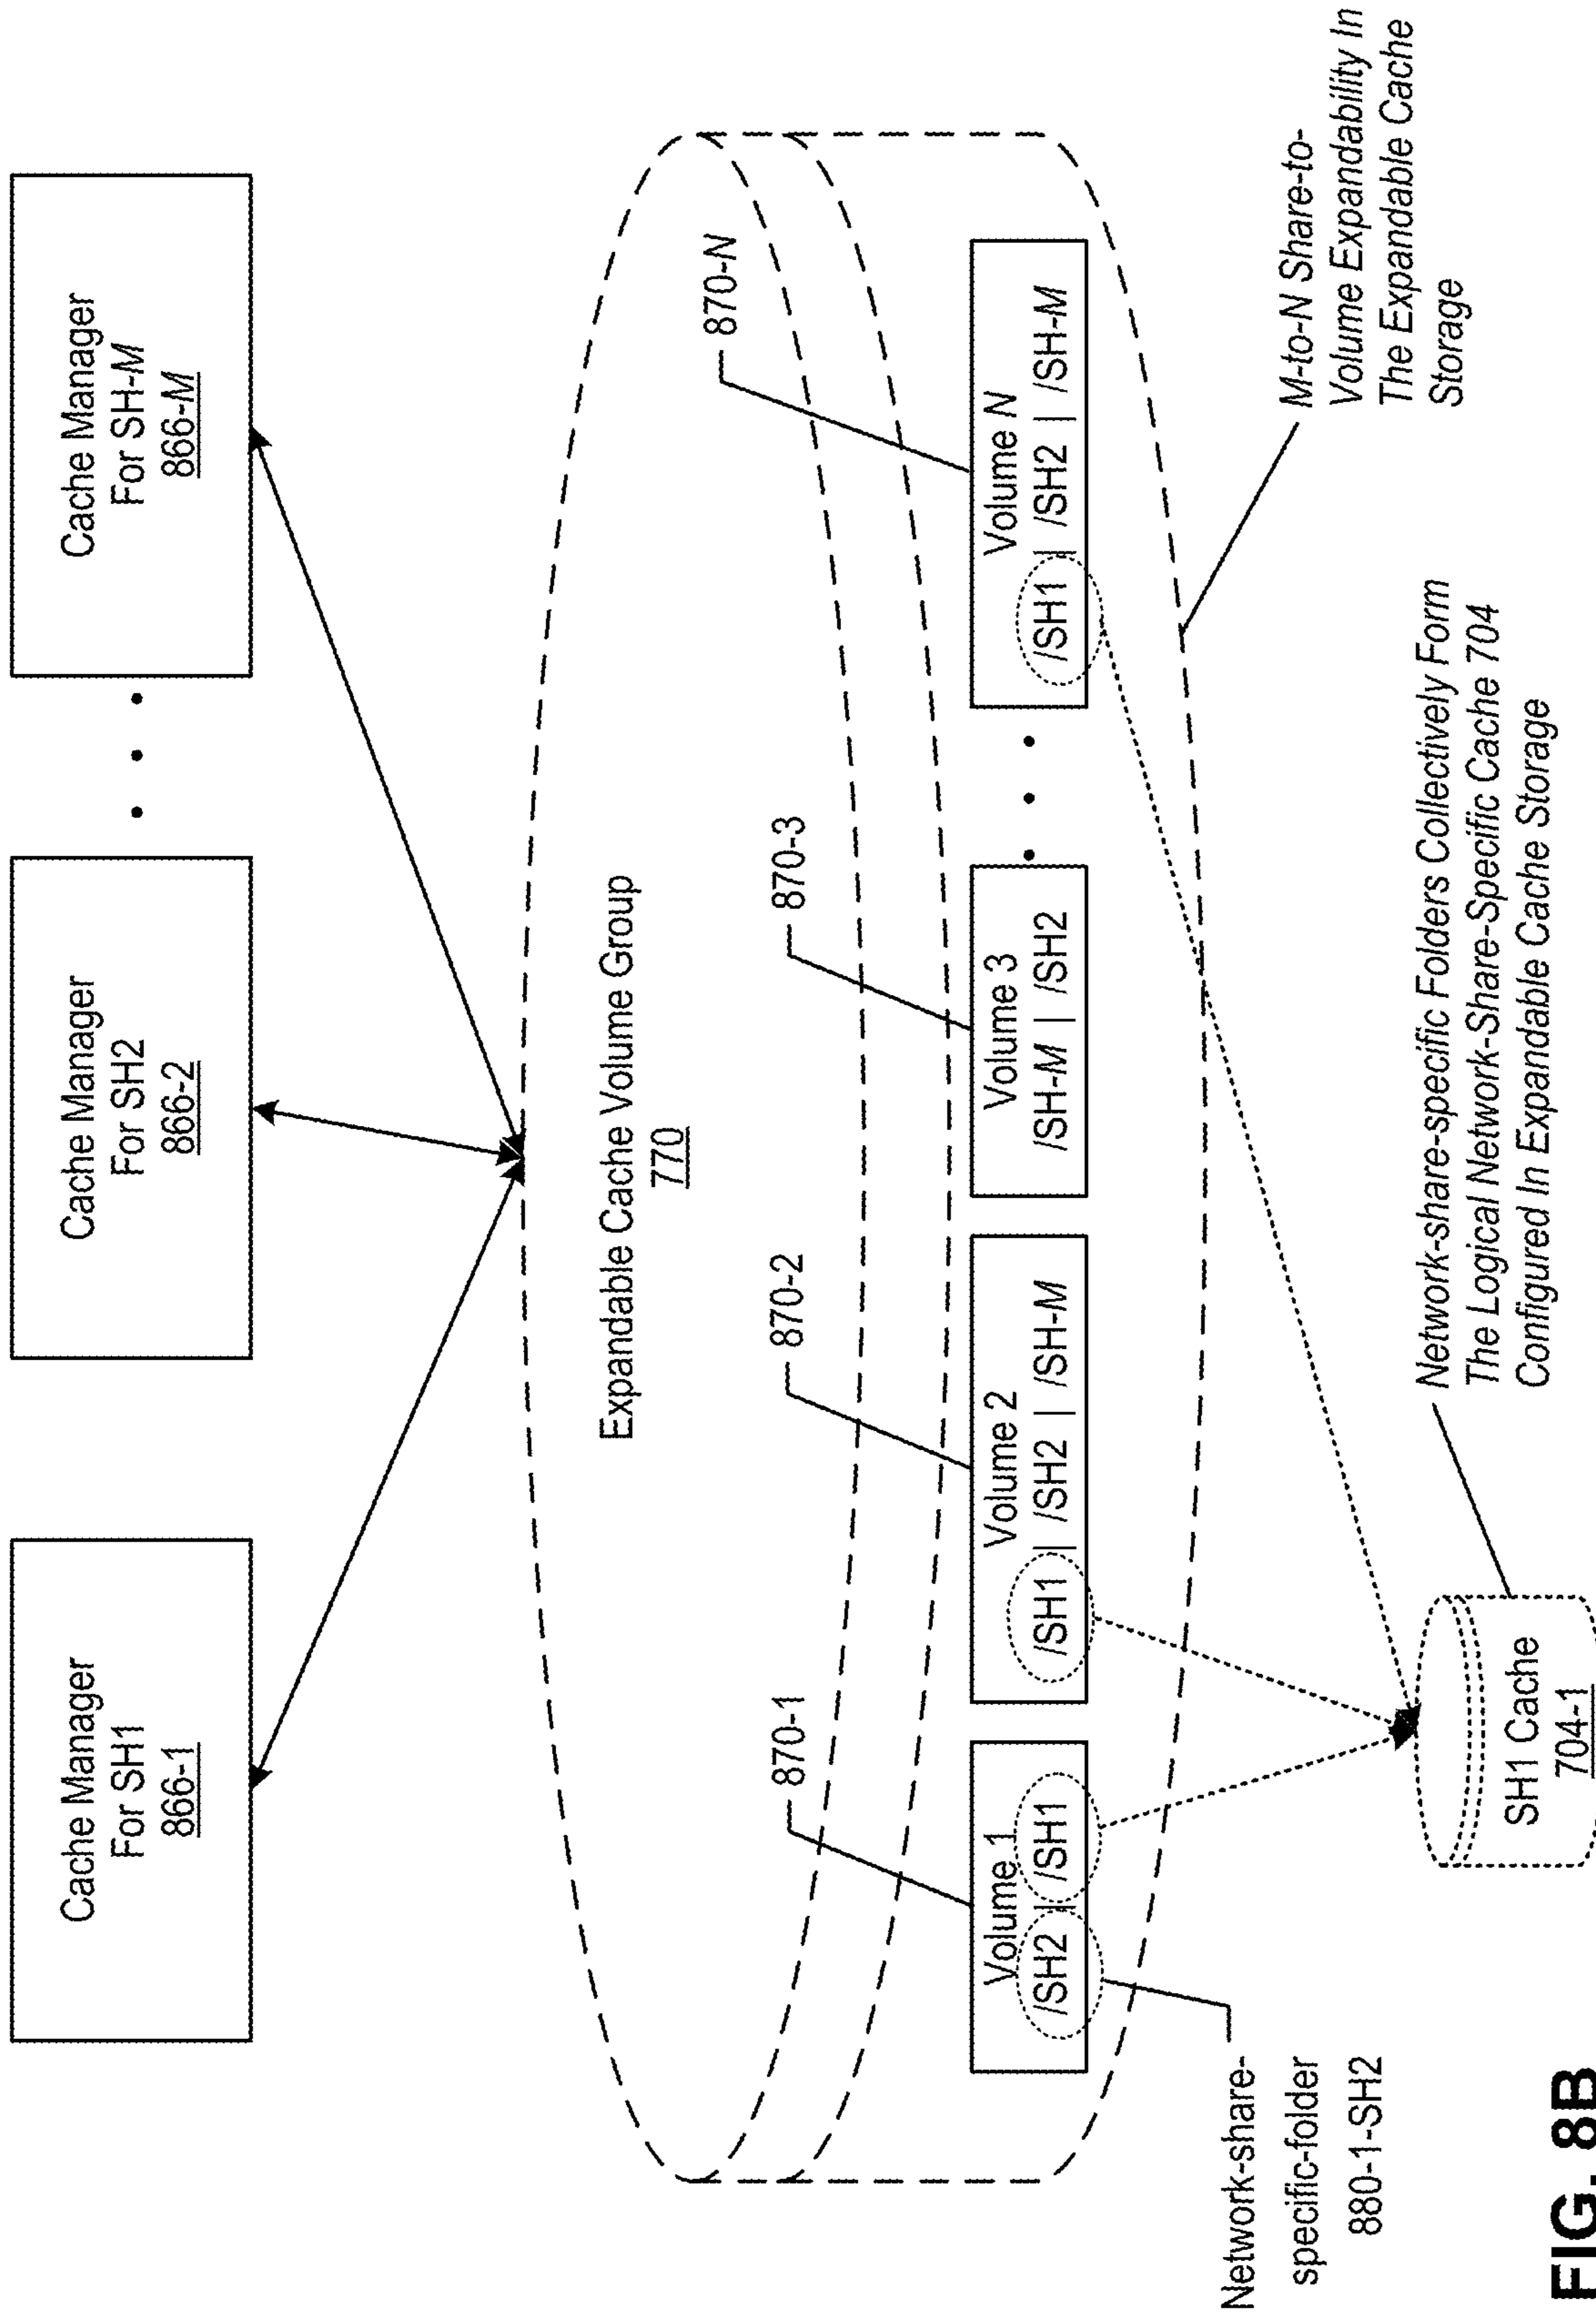 Cache Manager
For SH1
866-1
Cache Manager
For SH2
866-2
• • •
Cache Manager
For SH-M
866-M
Expandable Cache Volume Group
770
870-1
870-2
870-3
870-N
Volume 1
/SH2 | /SH1
Volume 2
/SH1 | /SH2 | /SH-M
Volume 3
/SH-M | /SH2
• • •
Volume N
/SH1 | /SH2 | /SH-M
Network-share-
specific-folder
880-1-SH2
M-to-N Share-to-
Volume Expandability In
The Expandable Cache
Storage
SH1 Cache
704-1
Network-share-specific Folders Collectively Form
The Logical Network-Share-Specific Cache 704
Configured In Expandable Cache Storage
FIG. 8B